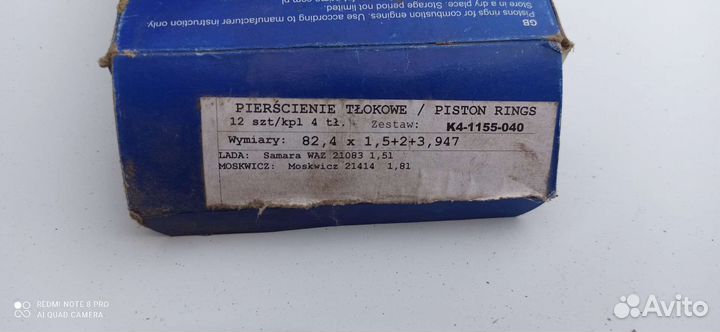 GB
Pistons rings for combustion engines. Use according to manufacturer instruction only.
Store in a dry place. Storage period not limited.
PIERŚCIENIE TŁOKOWE / PISTON RINGS
12 szt/kpl 4 tł. Zestaw: K4-1155-040
Wymiary: 82,4 x 1,5+2+3,947
LADA: Samara WAZ 21083 1,5l
MOSKWICZ: Moskwicz 21414 1,8l
REDMI NOTE 8 PRO
AI QUAD CAMERA
Avito